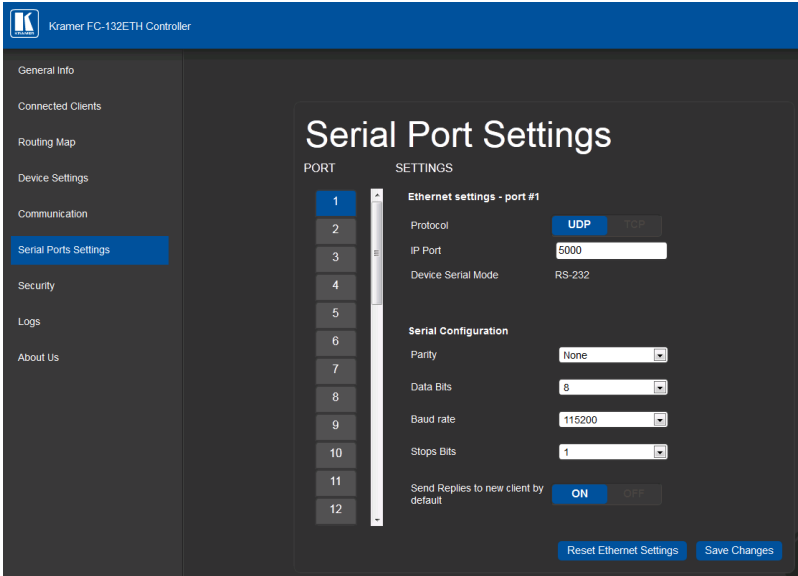 KRAMER
Kramer FC-132ETH Controller
General Info
Connected Clients
Routing Map
Device Settings
Communication
Serial Ports Settings
Security
Logs
About Us
Serial Port Settings
PORT SETTINGS
1
2
3
4
5
6
7
8
9
10
11
12
Ethernet settings - port #1
Protocol UDP TCP
IP Port 5000
Device Serial Mode RS-232
Serial Configuration
Parity None
Data Bits 8
Baud rate 115200
Stops Bits 1
Send Replies to new client by
default
ON OFF
Reset Ethernet Settings Save Changes